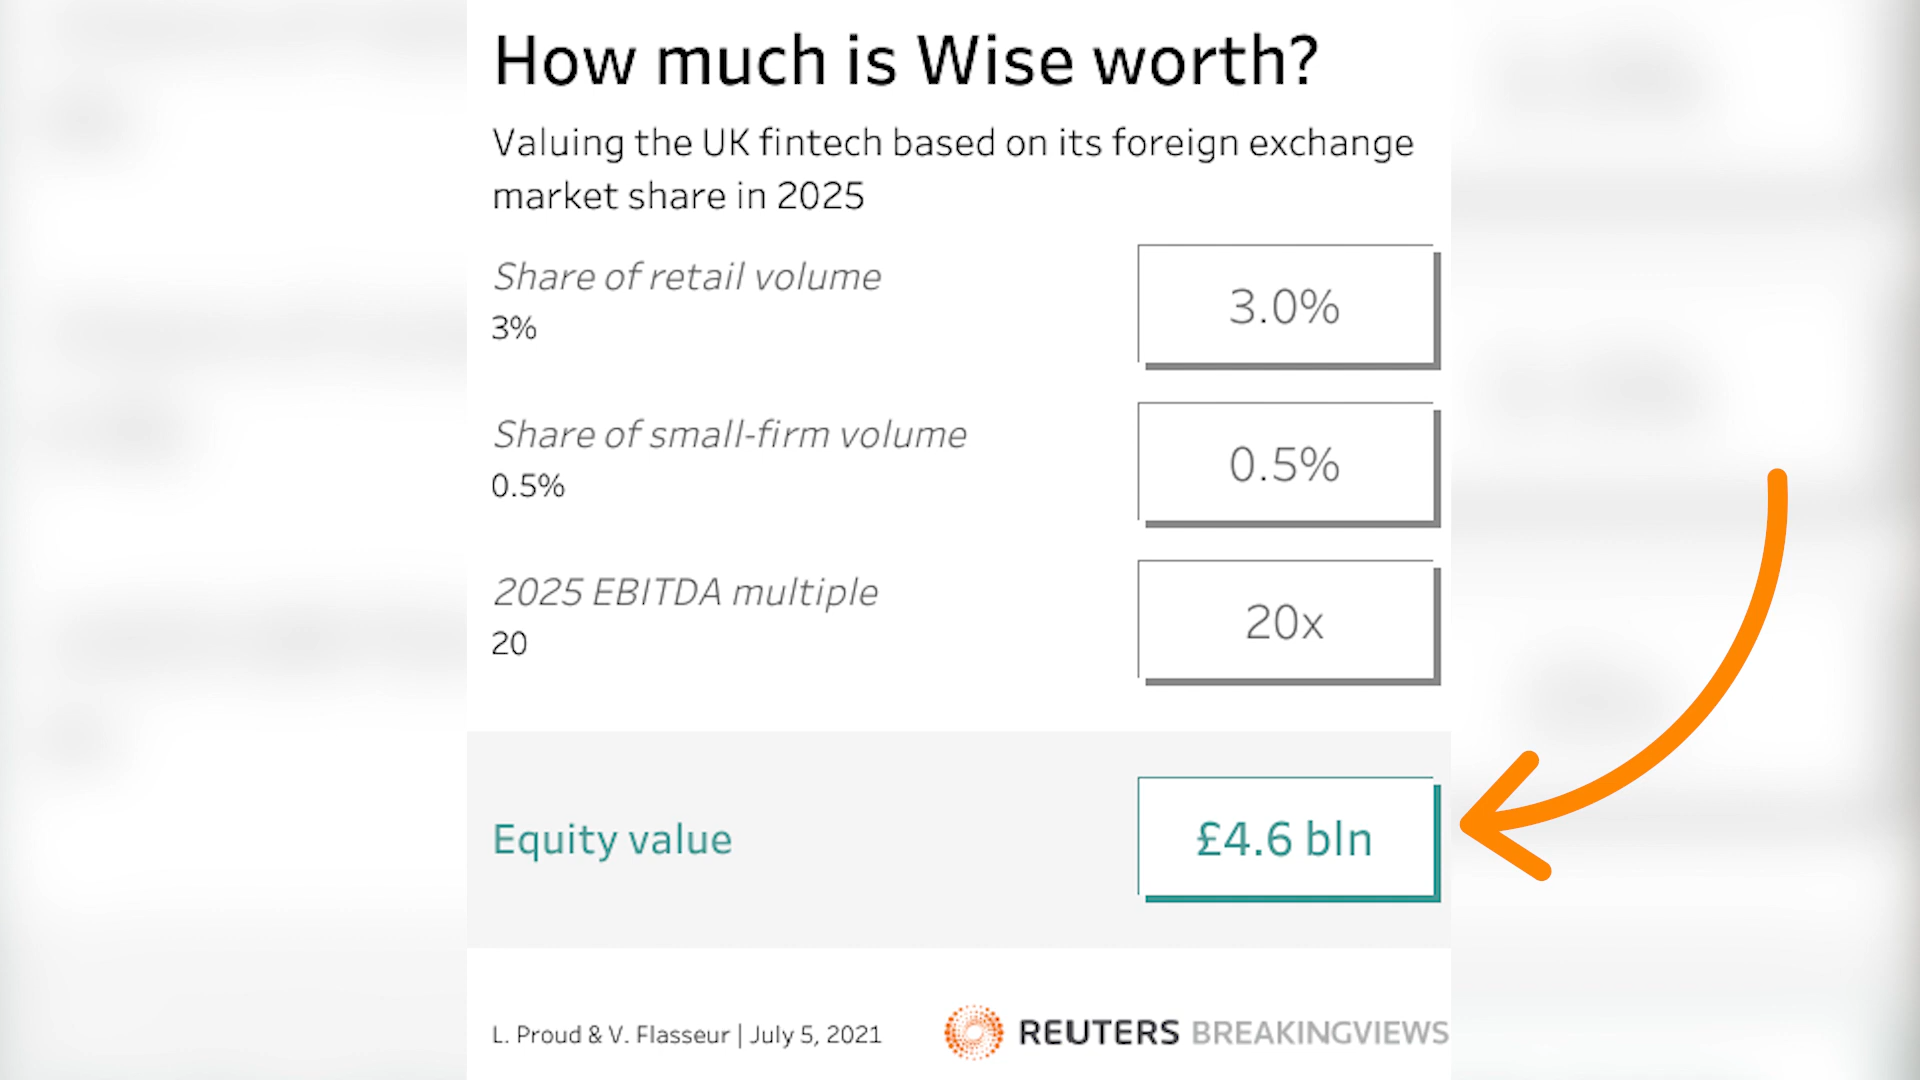 How much is Wise worth?
Valuing the UK fintech based on its foreign exchange
market share in 2025
Share of retail volume
3%
3.0%
Share of small-firm volume
0.5%
0.5%
2025 EBITDA multiple
20
20x
Equity value
£4.6 bln
L. Proud & V. Flasseur | July 5, 2021
REUTERS BREAKINGVIEWS